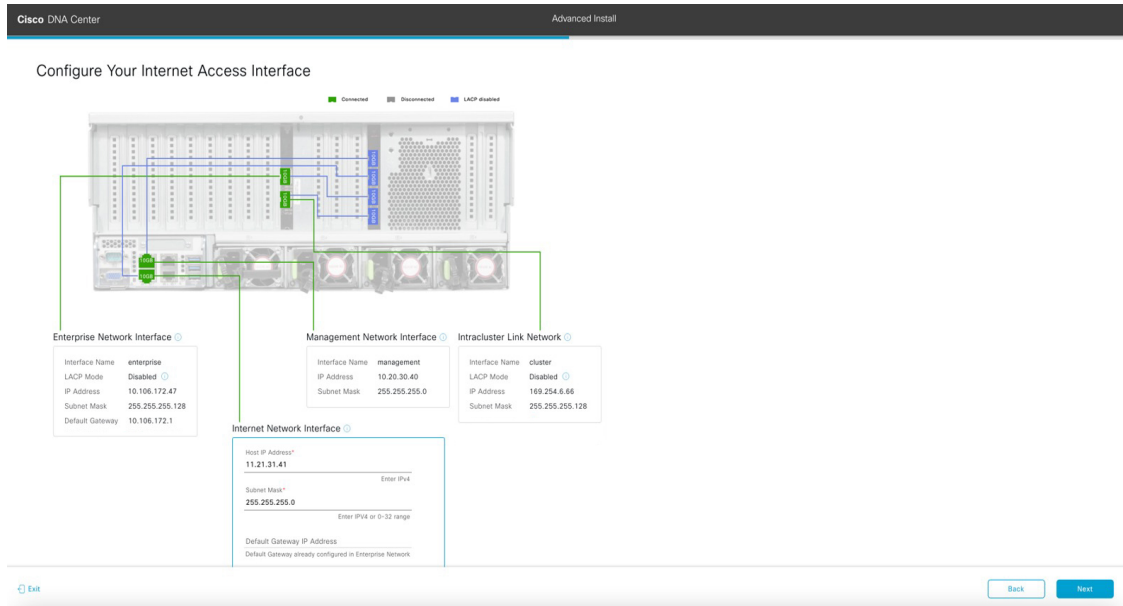 Cisco DNA Center
Advanced Install
Configure Your Internet Access Interface
Connected Disconnected LACP disabled
10GB
10GB
10GB
10GB
10GB
10GB
10GB
10GB
Enterprise Network Interface
Interface Name enterprise
LACP Mode Disabled
IP Address 10.106.172.47
Subnet Mask 255.255.255.128
Default Gateway 10.106.172.1
Management Network Interface
Interface Name management
IP Address 10.20.30.40
Subnet Mask 255.255.255.0
Intracluster Link Network
Interface Name cluster
LACP Mode Disabled
IP Address 169.254.6.66
Subnet Mask 255.255.255.128
Internet Network Interface
Host IP Address*
11.21.31.41
Enter IPv4
Subnet Mask*
255.255.255.0
Enter IPV4 or 0-32 range
Default Gateway IP Address
Default Gateway already configured in Enterprise Network
Exit
Back
Next